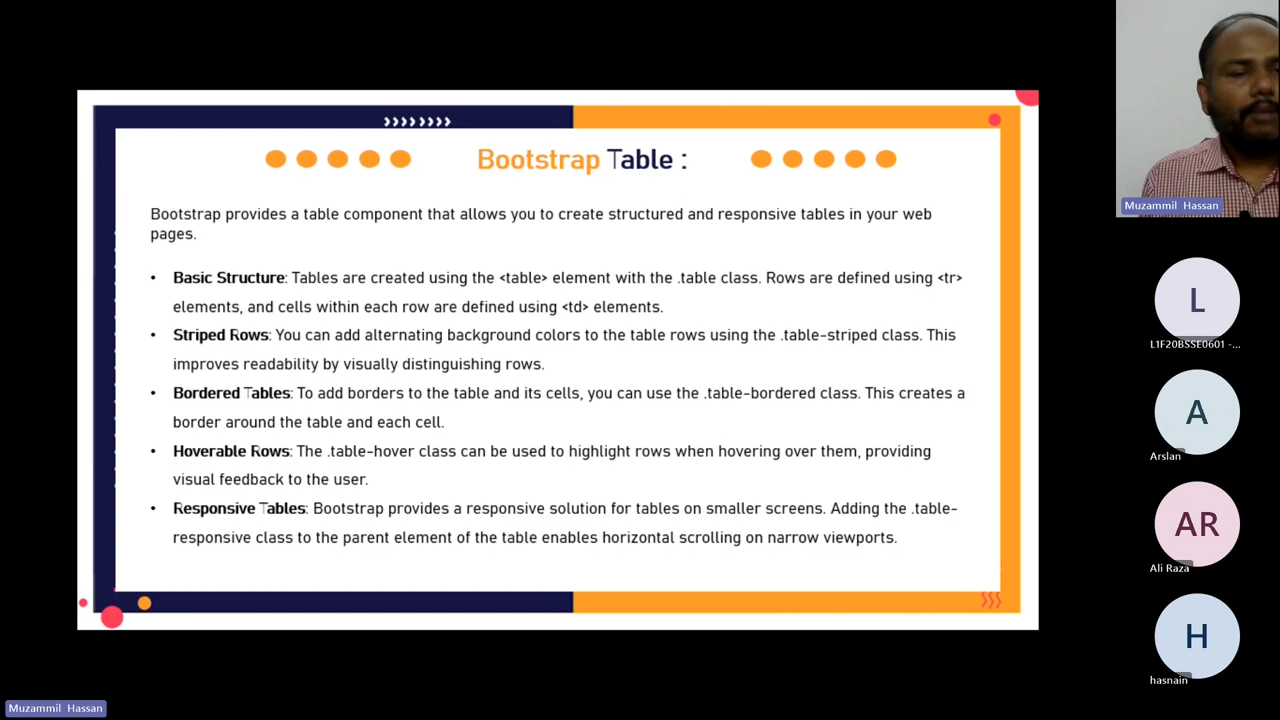 Bootstrap Table :
Bootstrap provides a table component that allows you to create structured and responsive tables in your web
pages.
• Basic Structure: Tables are created using the <table> element with the .table class. Rows are defined using <tr>
elements, and cells within each row are defined using <td> elements.
• Striped Rows: You can add alternating background colors to the table rows using the .table-striped class. This
improves readability by visually distinguishing rows.
• Bordered Tables: To add borders to the table and its cells, you can use the .table-bordered class. This creates a
border around the table and each cell.
• Hoverable Rows: The .table-hover class can be used to highlight rows when hovering over them, providing
visual feedback to the user.
• Responsive Tables: Bootstrap provides a responsive solution for tables on smaller screens. Adding the .table-
responsive class to the parent element of the table enables horizontal scrolling on narrow viewports.
Muzammil Hassan
L
L1F20BSSE0601 -...
A
Arslan
AR
Ali Raza
H
hasnain
Muzammil Hassan